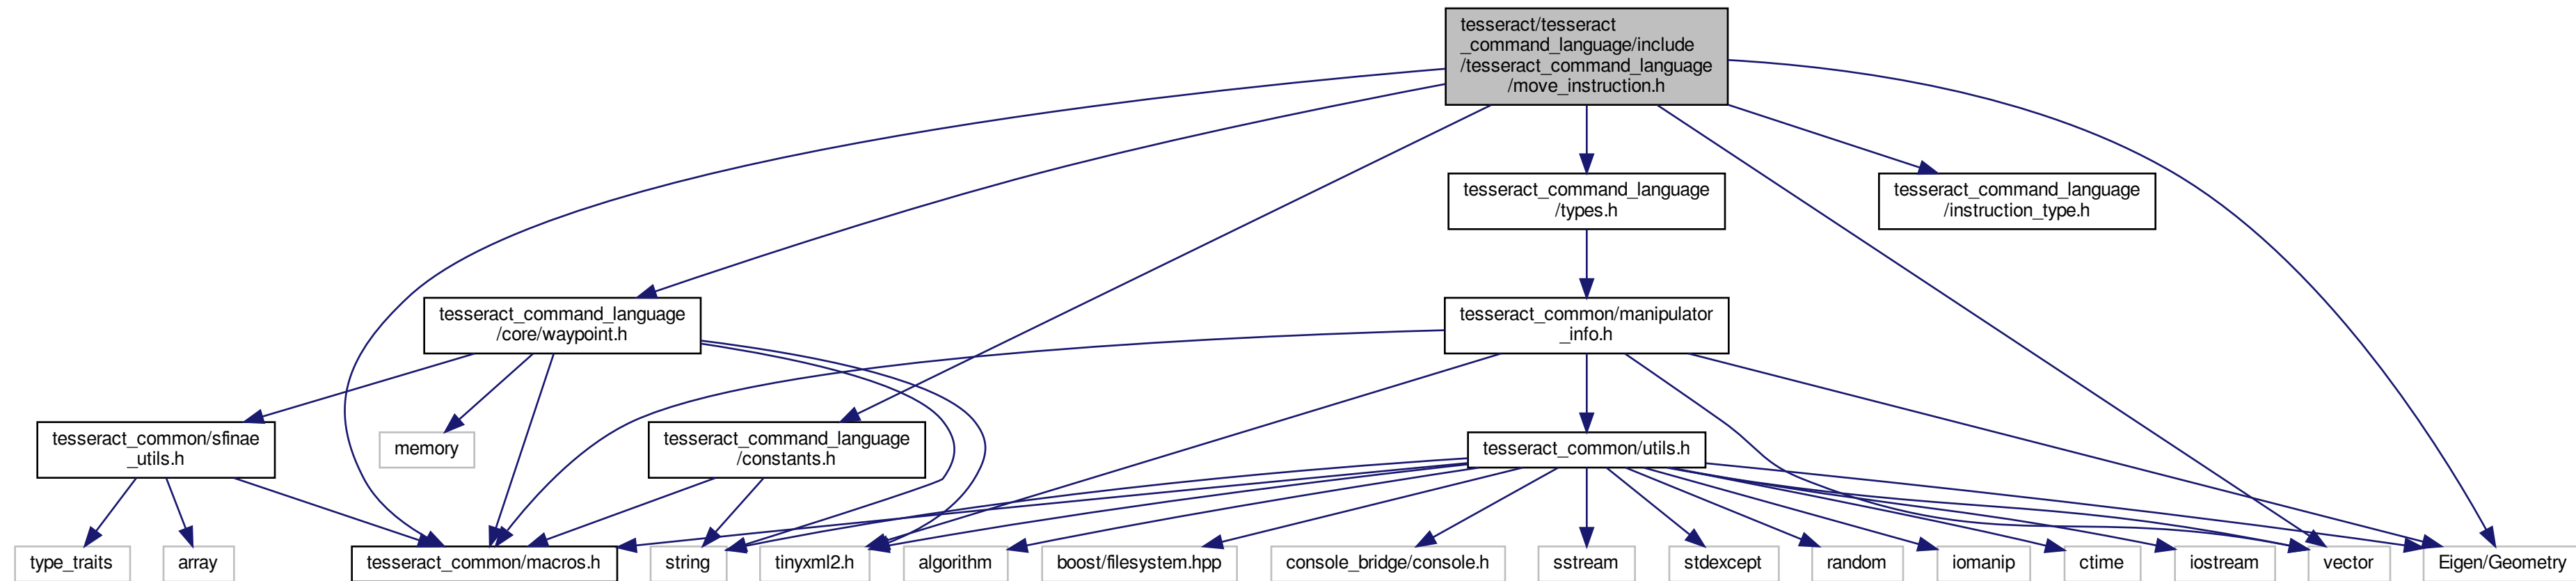 tesseract/tesseract
_command_language/include
/tesseract_command_language
/move_instruction.h
tesseract_command_language
/types.h
tesseract_command_language
/instruction_type.h
tesseract_command_language
/core/waypoint.h
tesseract_common/manipulator
_info.h
tesseract_common/sfinae
_utils.h
memory
tesseract_command_language
/constants.h
tesseract_common/utils.h
type_traits
array
tesseract_common/macros.h
string
tinyxml2.h
algorithm
boost/filesystem.hpp
console_bridge/console.h
sstream
stdexcept
random
iomanip
ctime
iostream
vector
Eigen/Geometry